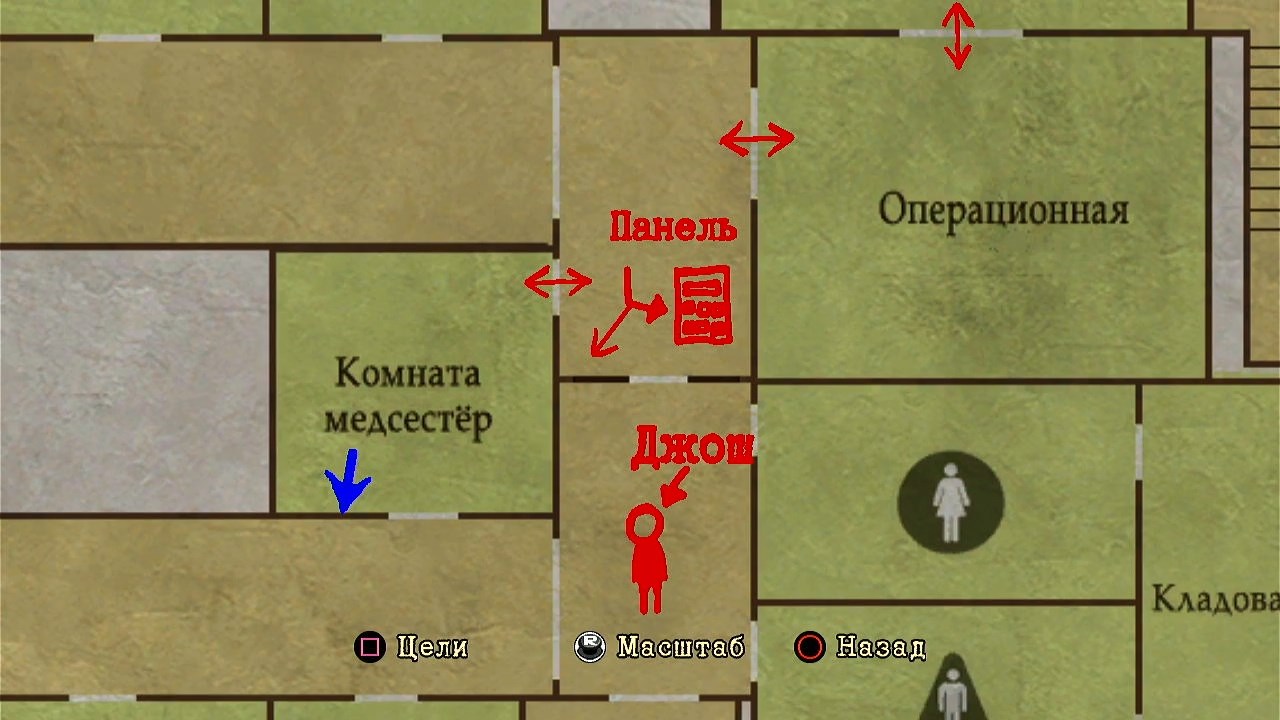 Операционная
Панель
Комната
медсестёр
Джош
Кладова
Цели
R
Масштаб
Назад